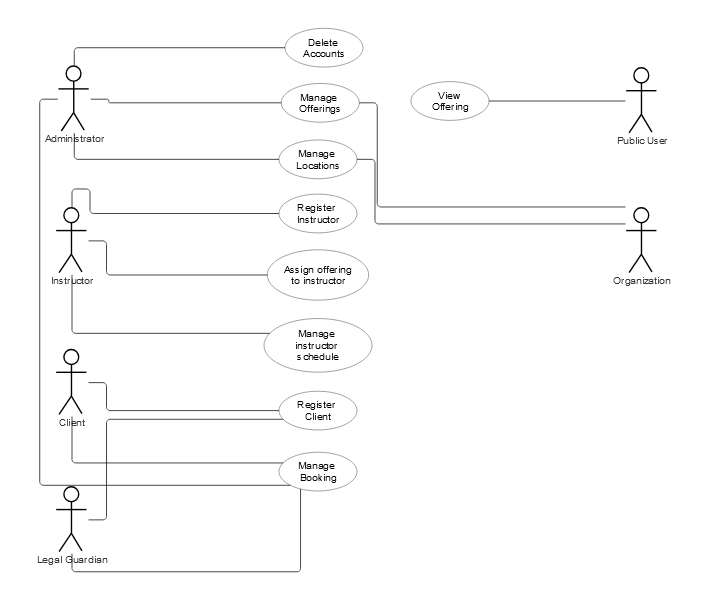 Delete
Accounts
Manage
Offerings
View
Offering
Administrator
Public User
Manage
Locations
Register
Instructor
Instructor
Organization
Assign offering
to instructor
Manage
instructor
schedule
Client
Register
Client
Manage
Booking
Legal Guardian